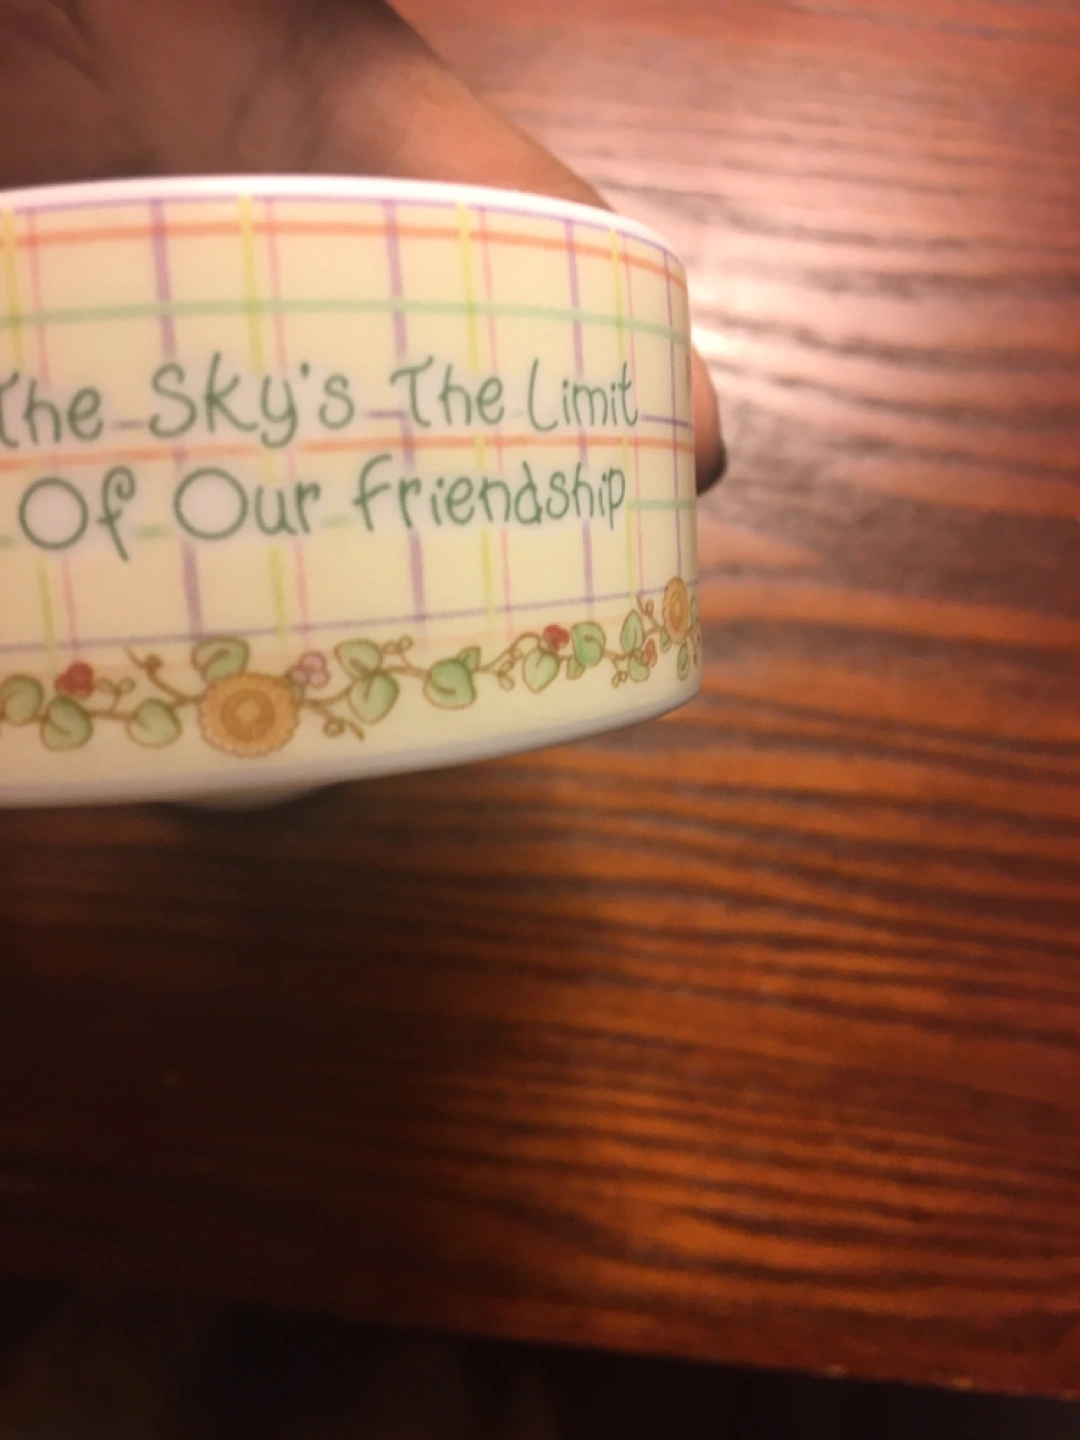 The Sky's The Limit
Of Our Friendship